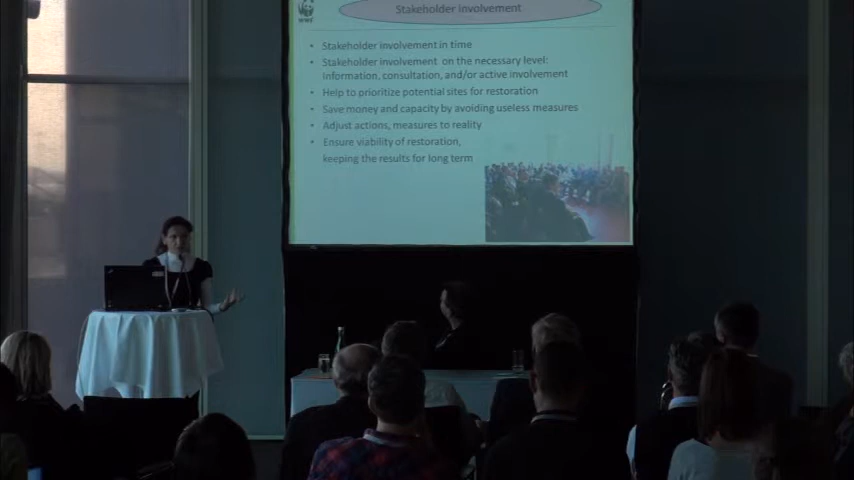 WWF
Stakeholder involvement
• Stakeholder involvement in time
• Stakeholder involvement on the necessary level:
Information, consultation, and/or active involvement
• Help to prioritize potential sites for restoration
• Save money and capacity by avoiding useless measures
• Adjust actions, measures to reality
• Ensure viability of restoration,
keeping the results for long term